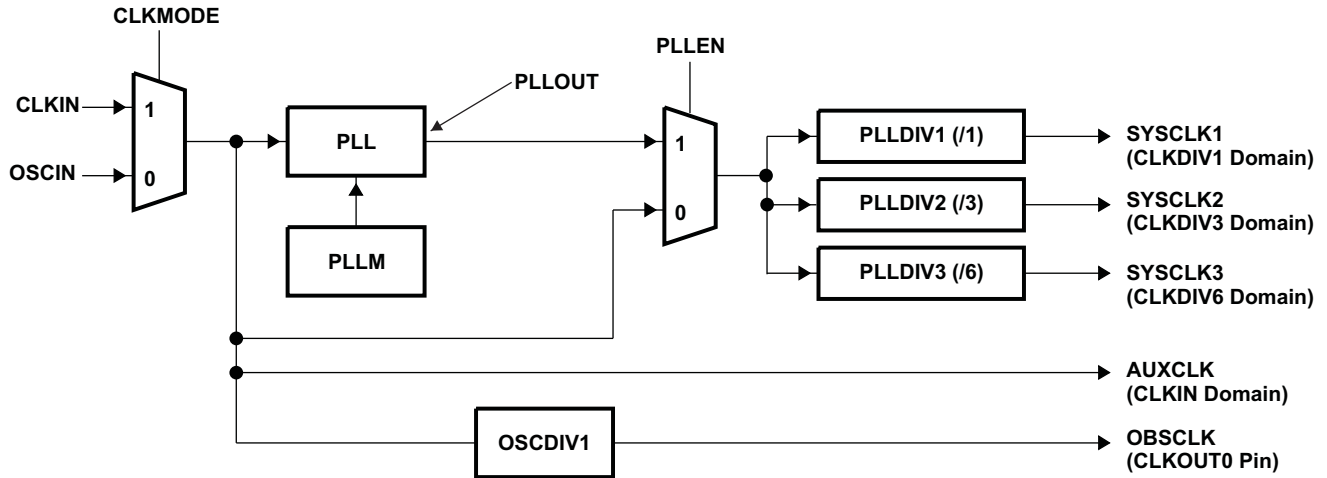 CLKMODE
CLKIN
1
OSCIN
0
PLL
PLLM
PLLOUT
PLLEN
1
0
PLLDIV1 (/1)
PLLDIV2 (/3)
PLLDIV3 (/6)
SYSCLK1
(CLKDIV1 Domain)
SYSCLK2
(CLKDIV3 Domain)
SYSCLK3
(CLKDIV6 Domain)
AUXCLK
(CLKIN Domain)
OSCDIV1
OBSCLK
(CLKOUT0 Pin)